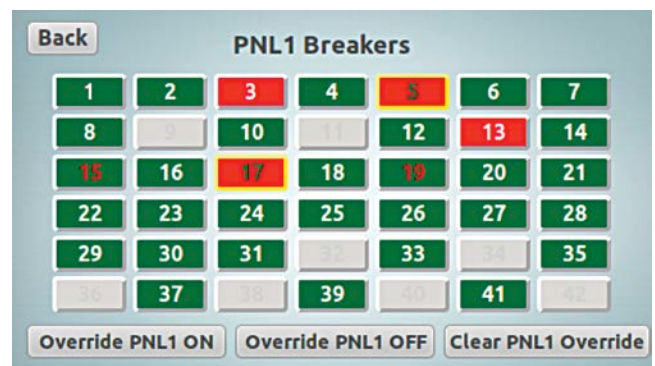 Back
PNL1 Breakers
1 2 3 4 5 6 7
8 9 10 11 12 13 14
15 16 17 18 19 20 21
22 23 24 25 26 27 28
29 30 31 32 33 34 35
36 37 38 39 40 41 42
Override PNL1 ON Override PNL1 OFF Clear PNL1 Override